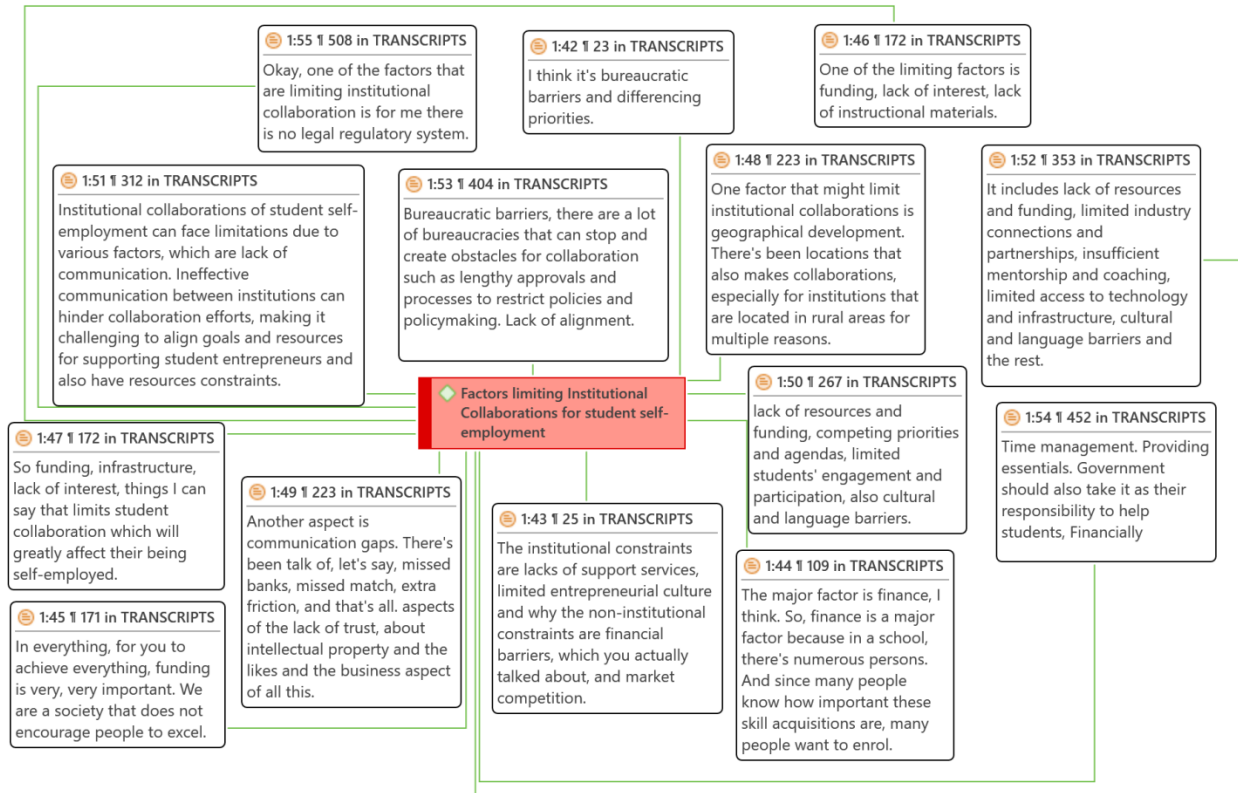 1:55 ¶ 508 in TRANSCRIPTS
Okay, one of the factors that
are limiting institutional
collaboration is for me there
is no legal regulatory system.
1:42 ¶ 23 in TRANSCRIPTS
I think it's bureaucratic
barriers and differencing
priorities.
1:46 ¶ 172 in TRANSCRIPTS
One of the limiting factors is
funding, lack of interest, lack
of instructional materials.
1:51 ¶ 312 in TRANSCRIPTS
Institutional collaborations of student self-
employment can face limitations due to
various factors, which are lack of
communication. Ineffective
communication between institutions can
hinder collaboration efforts, making it
challenging to align goals and resources
for supporting student entrepreneurs and
also have resources constraints.
1:53 ¶ 404 in TRANSCRIPTS
Bureaucratic barriers, there are a lot
of bureaucracies that can stop and
create obstacles for collaboration
such as lengthy approvals and
processes to restrict policies and
policymaking. Lack of alignment.
1:48 ¶ 223 in TRANSCRIPTS
One factor that might limit
institutional collaborations is
geographical development.
There's been locations that
also makes collaborations,
especially for institutions that
are located in rural areas for
multiple reasons.
1:52 ¶ 353 in TRANSCRIPTS
It includes lack of resources
and funding, limited industry
connections and
partnerships, insufficient
mentorship and coaching,
limited access to technology
and infrastructure, cultural
and language barriers and
the rest.
Factors limiting Institutional
Collaborations for student self-
employment
1:50 ¶ 267 in TRANSCRIPTS
lack of resources and
funding, competing priorities
and agendas, limited
students' engagement and
participation, also cultural
and language barriers.
1:54 ¶ 452 in TRANSCRIPTS
Time management. Providing
essentials. Government
should also take it as their
responsibility to help
students, Financially
1:47 ¶ 172 in TRANSCRIPTS
So funding, infrastructure,
lack of interest, things I can
say that limits student
collaboration which will
greatly affect their being
self-employed.
1:49 ¶ 223 in TRANSCRIPTS
Another aspect is
communication gaps. There's
been talk of, let's say, missed
banks, missed match, extra
friction, and that's all. aspects
of the lack of trust, about
intellectual property and the
likes and the business aspect
of all this.
1:43 ¶ 25 in TRANSCRIPTS
The institutional constraints
are lacks of support services,
limited entrepreneurial culture
and why the non-institutional
constraints are financial
barriers, which you actually
talked about, and market
competition.
1:44 ¶ 109 in TRANSCRIPTS
The major factor is finance, I
think. So, finance is a major
factor because in a school,
there's numerous persons.
And since many people
know how important these
skill acquisitions are, many
people want to enrol.
1:45 ¶ 171 in TRANSCRIPTS
In everything, for you to
achieve everything, funding
is very, very important. We
are a society that does not
encourage people to excel.